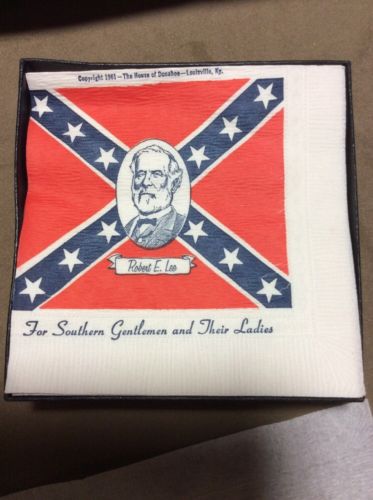 Copyright 1961—The House of Donahoe—Louisville, Ky.
Robert E. Lee
For Southern Gentlemen and Their Ladies